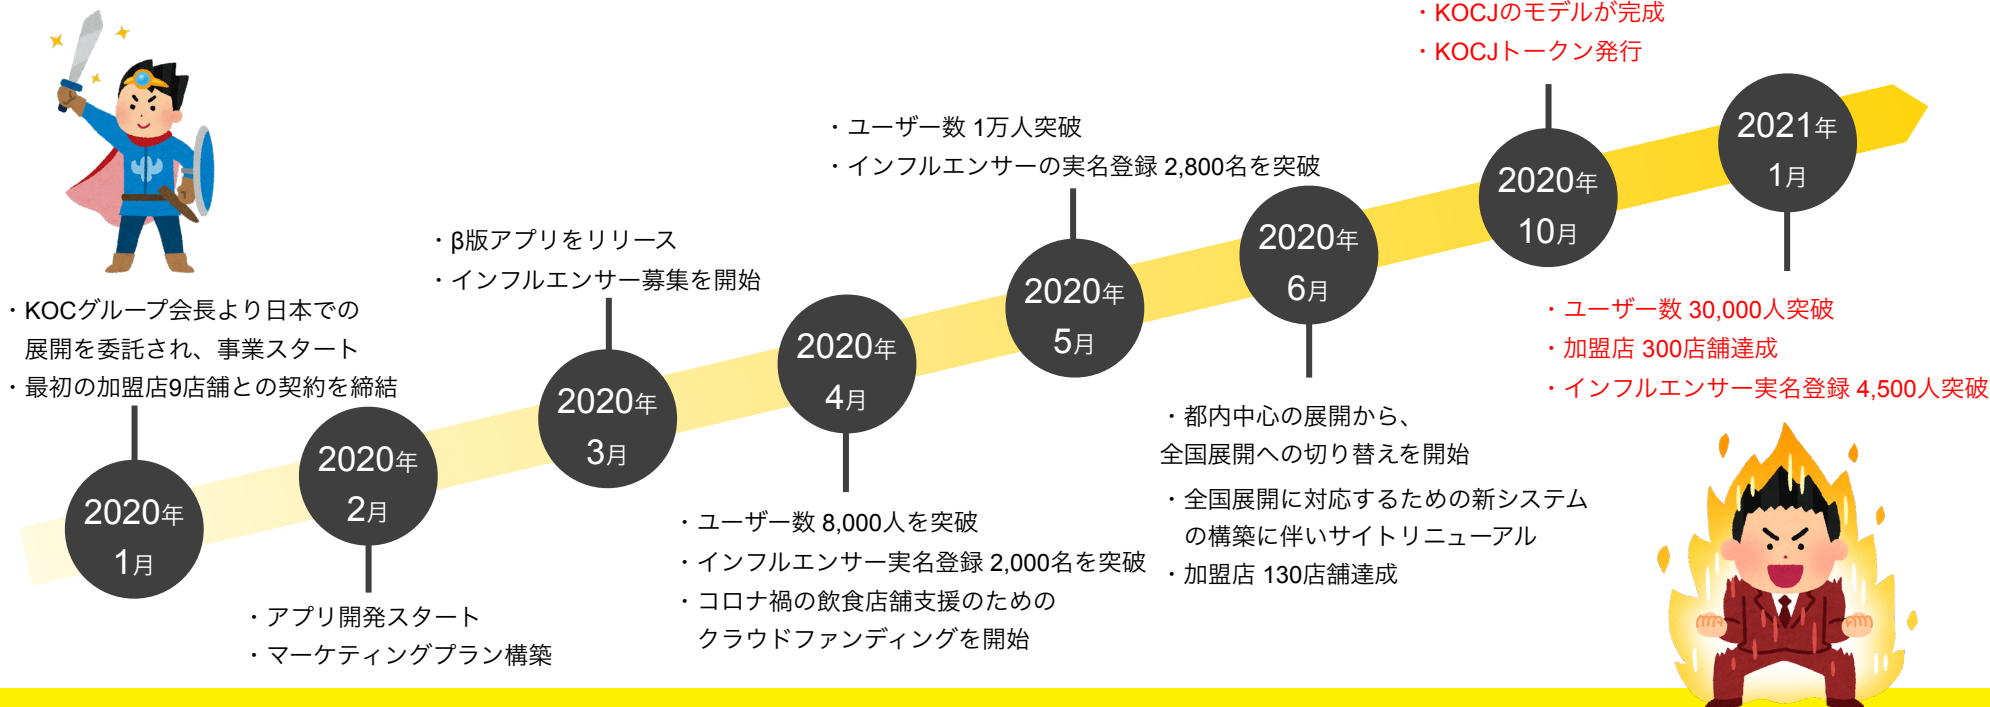 ・KOCグループ会長より日本での
展開を委託され、事業スタート
・最初の加盟店9店舗との契約を締結
2020年
1月
2020年
2月
・アプリ開発スタート
・マーケティングプラン構築
・β版アプリをリリース
・インフルエンサー募集を開始
2020年
3月
2020年
4月
・ユーザー数 8,000人を突破
・インフルエンサー実名登録 2,000名を突破
・コロナ禍の飲食店舗支援のための
クラウドファンディングを開始
・ユーザー数 1万人突破
・インフルエンサーの実名登録 2,800名を突破
2020年
5月
2020年
6月
・都内中心の展開から、
全国展開への切り替えを開始
・全国展開に対応するための新システム
の構築に伴いサイトリニューアル
・加盟店 130店舗達成
・KOCJのモデルが完成
・KOCJトークン発行
2020年
10月
2021年
1月
・ユーザー数 30,000人突破
・加盟店 300店舗達成
・インフルエンサー実名登録 4,500人突破